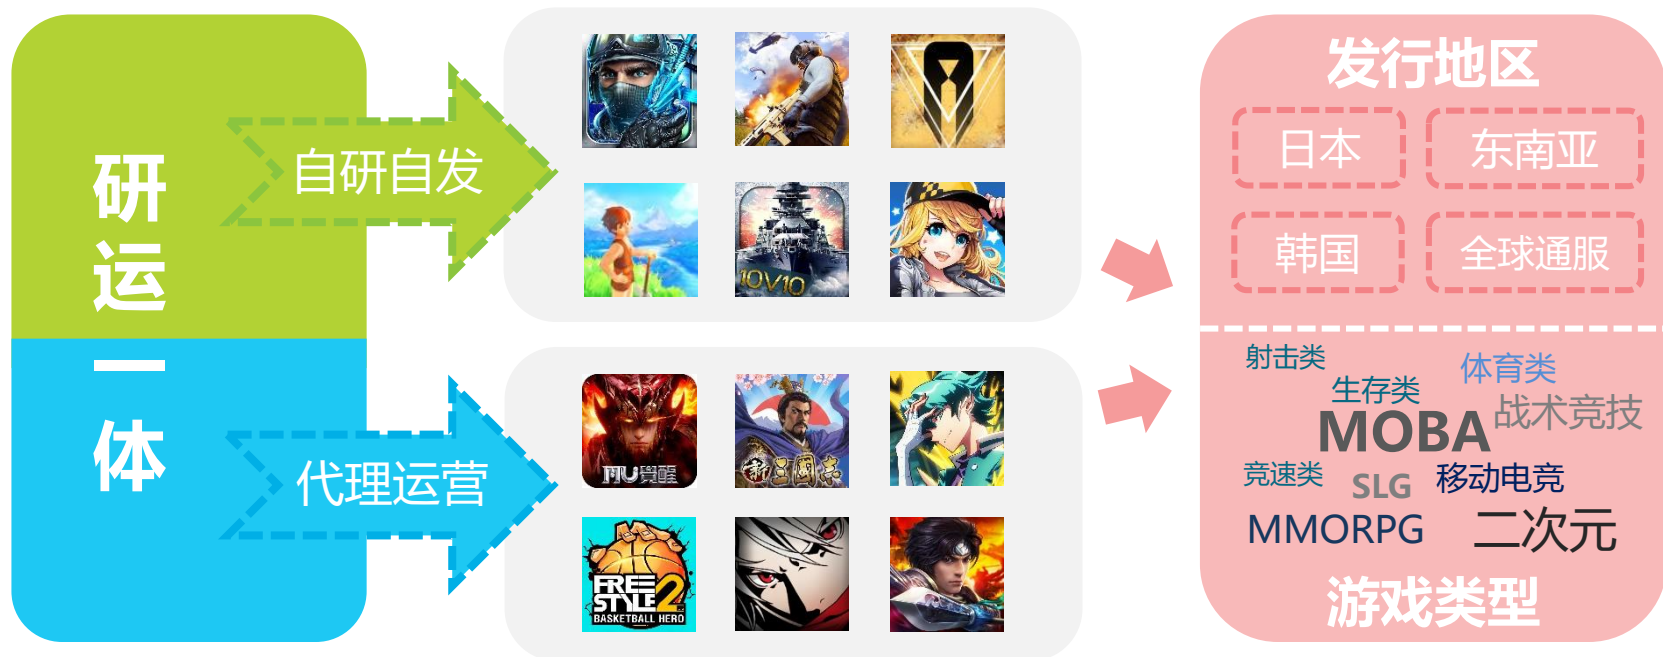 研运一体
自研自发
代理运营
10V10
MU觉醒
新三国志
FREE
STYLE2
BASKETBALL HERO
发行地区
日本
东南亚
韩国
全球通服
射击类
体育类
生存类
战术竞技
MOBA
竞速类
SLG
移动电竞
MMORPG
二次元
游戏类型